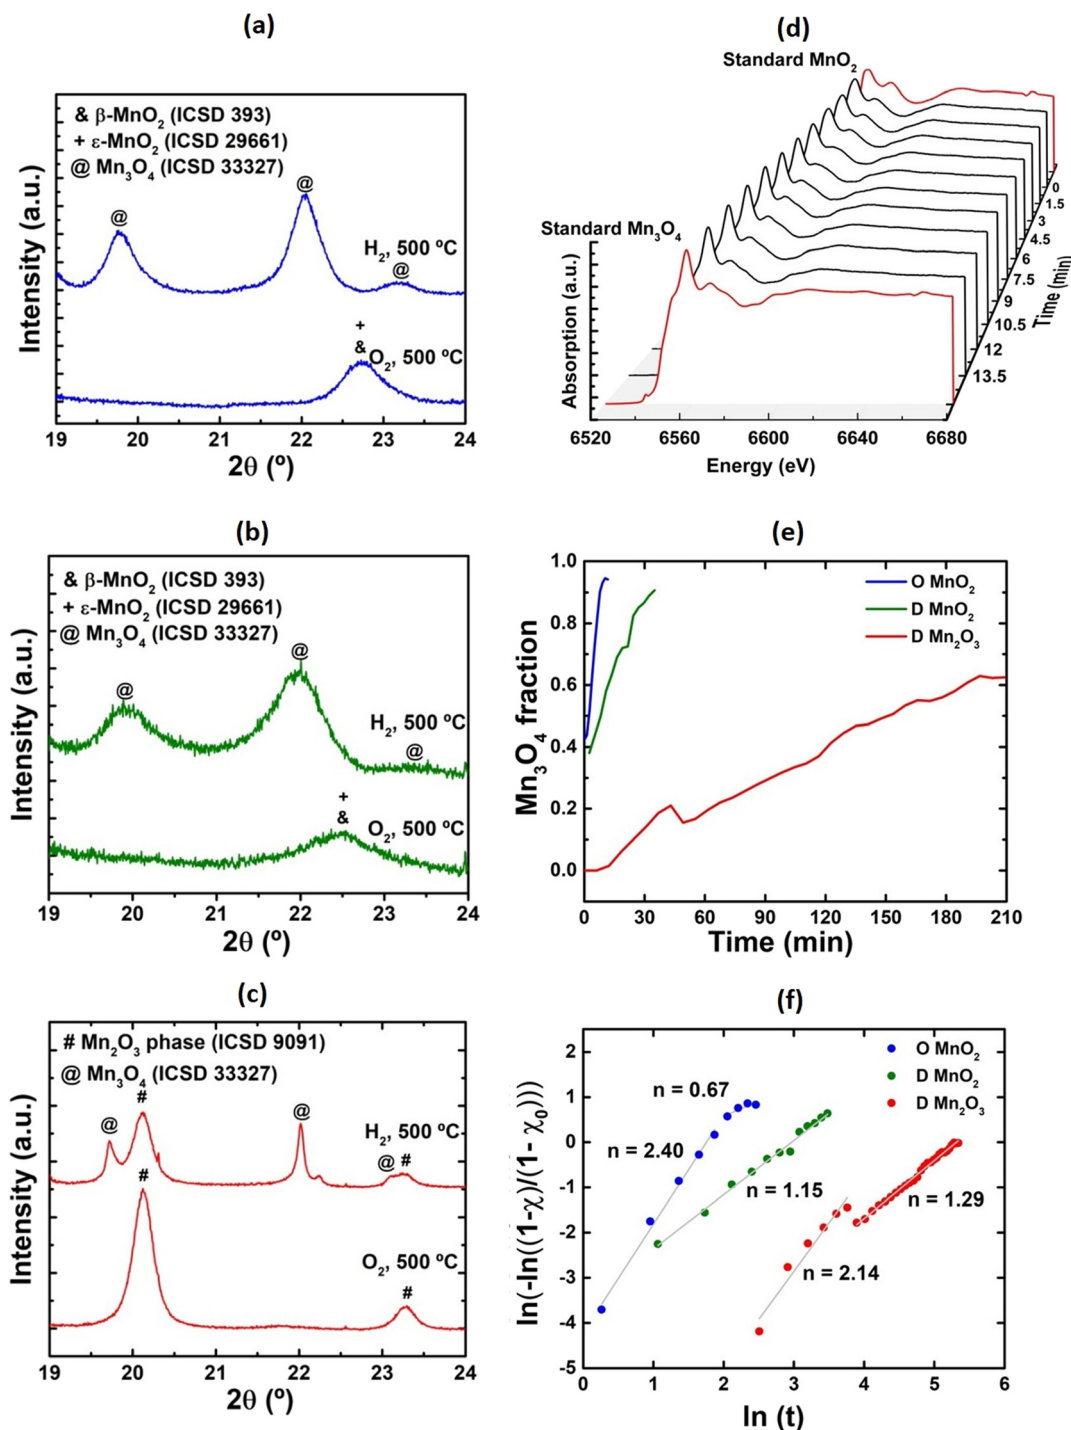 (a)
& β-MnO₂ (ICSD 393)
+ ε-MnO₂ (ICSD 29661)
@ Mn₃O₄ (ICSD 33327)
@
@
H₂, 500 ºC
@
+
&
O₂, 500 ºC
Intensity (a.u.)
19 20 21 22 23 24
2θ (º)
(d)
Standard MnO₂
Standard Mn₃O₄
Absorption (a.u.)
0
1.5
3
4.5
6
7.5
9
10.5
12
13.5
Time (min)
6520 6560 6600 6640 6680
Energy (eV)
(b)
& β-MnO₂ (ICSD 393)
+ ε-MnO₂ (ICSD 29661)
@ Mn₃O₄ (ICSD 33327)
@
@
H₂, 500 ºC
@
+
&
O₂, 500 ºC
Intensity (a.u.)
19 20 21 22 23 24
2θ (º)
(e)
1.0
0.8
0.6
0.4
0.2
0.0
O MnO₂
D MnO₂
D Mn₂O₃
Mn₃O₄ fraction
0 30 60 90 120 150 180 210
Time (min)
(c)
# Mn₂O₃ phase (ICSD 9091)
@ Mn₃O₄ (ICSD 33327)
@
#
@
H₂, 500 ºC
@ #
#
O₂, 500 ºC
#
Intensity (a.u.)
19 20 21 22 23 24
2θ (º)
(f)
2
1
0
-1
-2
-3
-4
-5
O MnO₂
D MnO₂
D Mn₂O₃
n = 0.67
n = 2.40
n = 1.15
n = 1.29
n = 2.14
ln(-ln((1-χ)/(1- χ₀)))
0 1 2 3 4 5 6
ln (t)